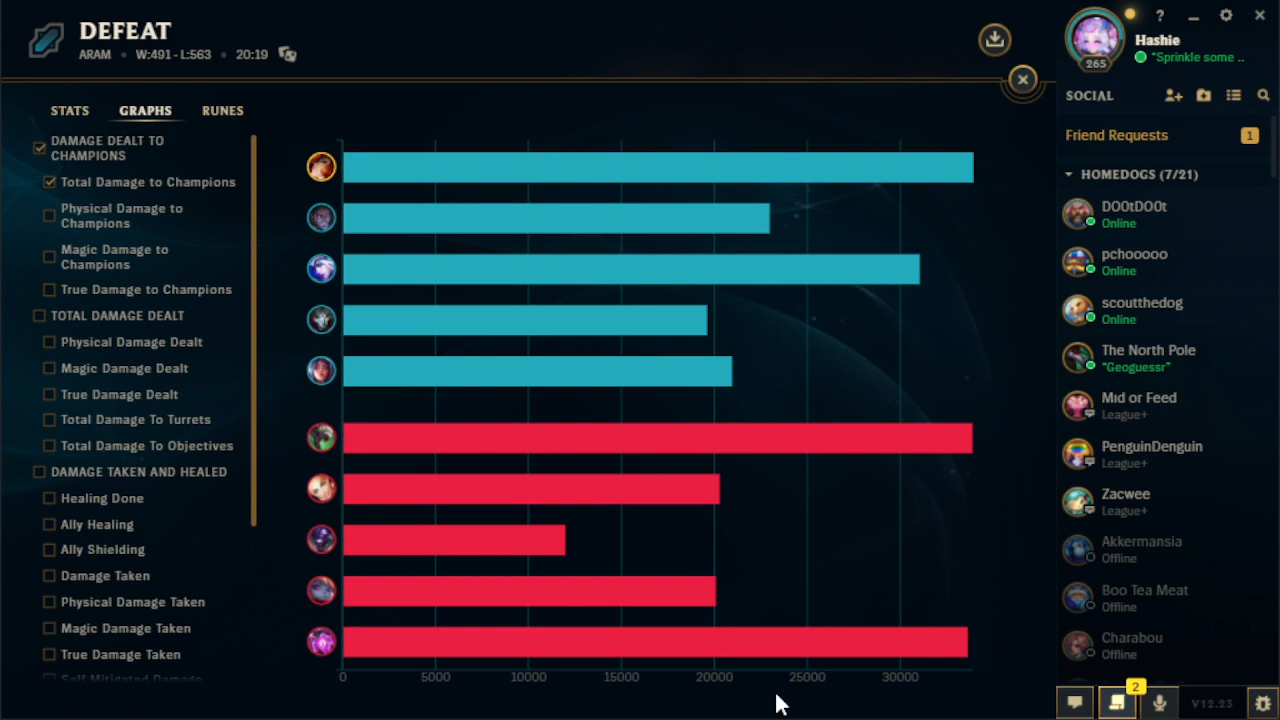 DEFEAT
ARAM • W:491 - L:563 • 20:19
STATS GRAPHS RUNES
DAMAGE DEALT TO
CHAMPIONS
Total Damage to Champions
Physical Damage to
Champions
Magic Damage to
Champions
True Damage to Champions
TOTAL DAMAGE DEALT
Physical Damage Dealt
Magic Damage Dealt
True Damage Dealt
Total Damage To Turrets
Total Damage To Objectives
DAMAGE TAKEN AND HEALED
Healing Done
Ally Healing
Ally Shielding
Damage Taken
Physical Damage Taken
Magic Damage Taken
True Damage Taken
Self Mitigated Damage
0 5000 10000 15000 20000 25000 30000
?
265
Hashie
"Sprinkle some ..
SOCIAL
Friend Requests 1
HOMEDOGS (7/21)
DO0tDO0t
Online
pchooooo
Online
scoutthedog
Online
The North Pole
"Geoguessr"
Mid or Feed
League+
PenguinDenguin
League+
Zacwee
League+
Akkermansia
Offline
Boo Tea Meat
Offline
Charabou
Offline
2
V12.23